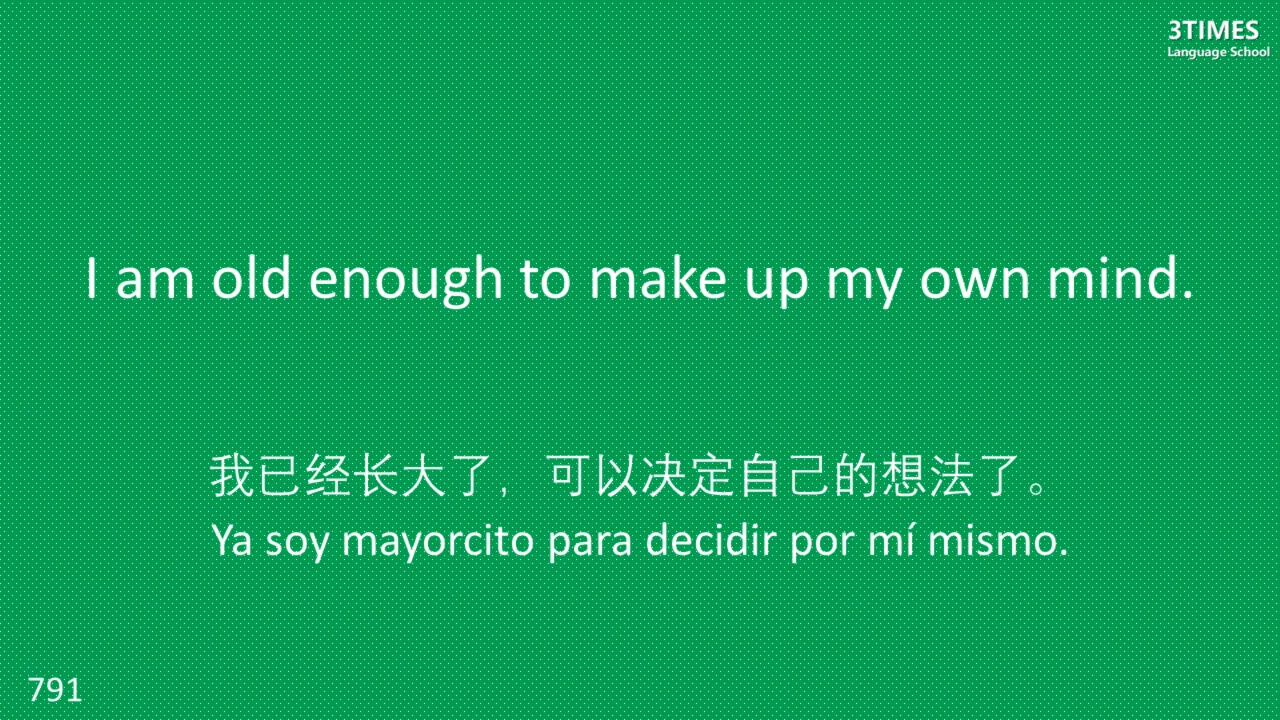 3TIMES
Language School
I am old enough to make up my own mind.
我已经长大了，可以决定自己的想法了。
Ya soy mayorcito para decidir por mí mismo.
791